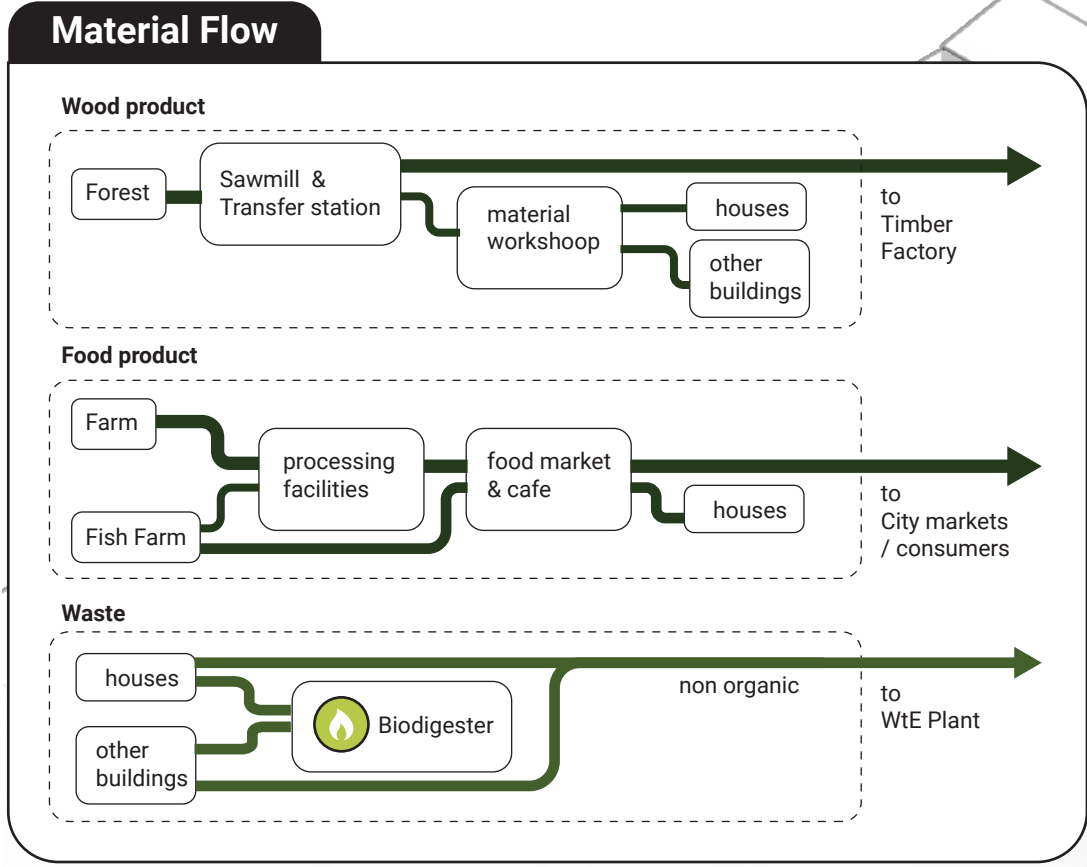 Material Flow
Wood product
Forest
Sawmill &
Transfer station
material
workshoop
houses
other
buildings
to
Timber
Factory
Food product
Farm
Fish Farm
processing
facilities
food market
& cafe
houses
to
City markets
/ consumers
Waste
houses
other
buildings
Biodigester
non organic
to
WtE Plant